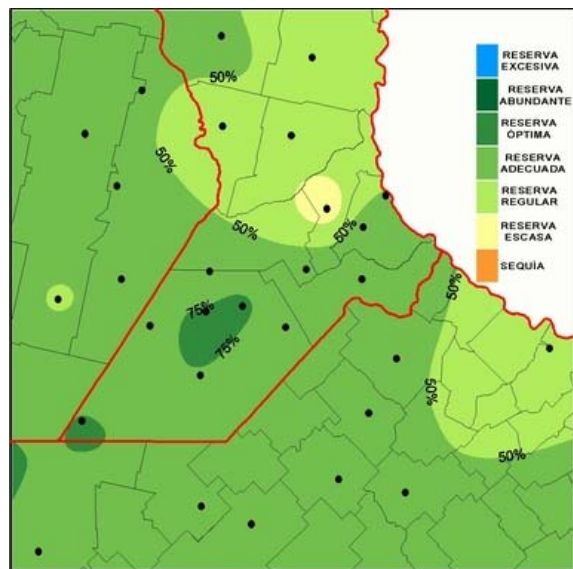 50%
RESERVA
EXCESIVA
RESERVA
ABUNDANTE
RESERVA
ÓPTIMA
50%
RESERVA
ADECUADA
RESERVA
REGULAR
50%
50%
RESERVA
ESCASA
SEQUÌA
50%
75%
75%
50%
50%